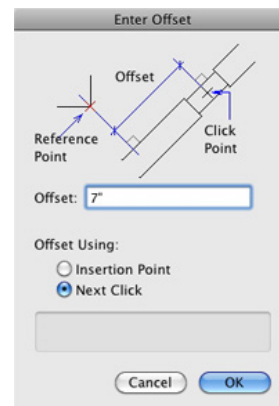 Enter Offset
Offset
Reference
Point
Click
Point
Offset: 7"
Offset Using:
Insertion Point
Next Click
Cancel
OK